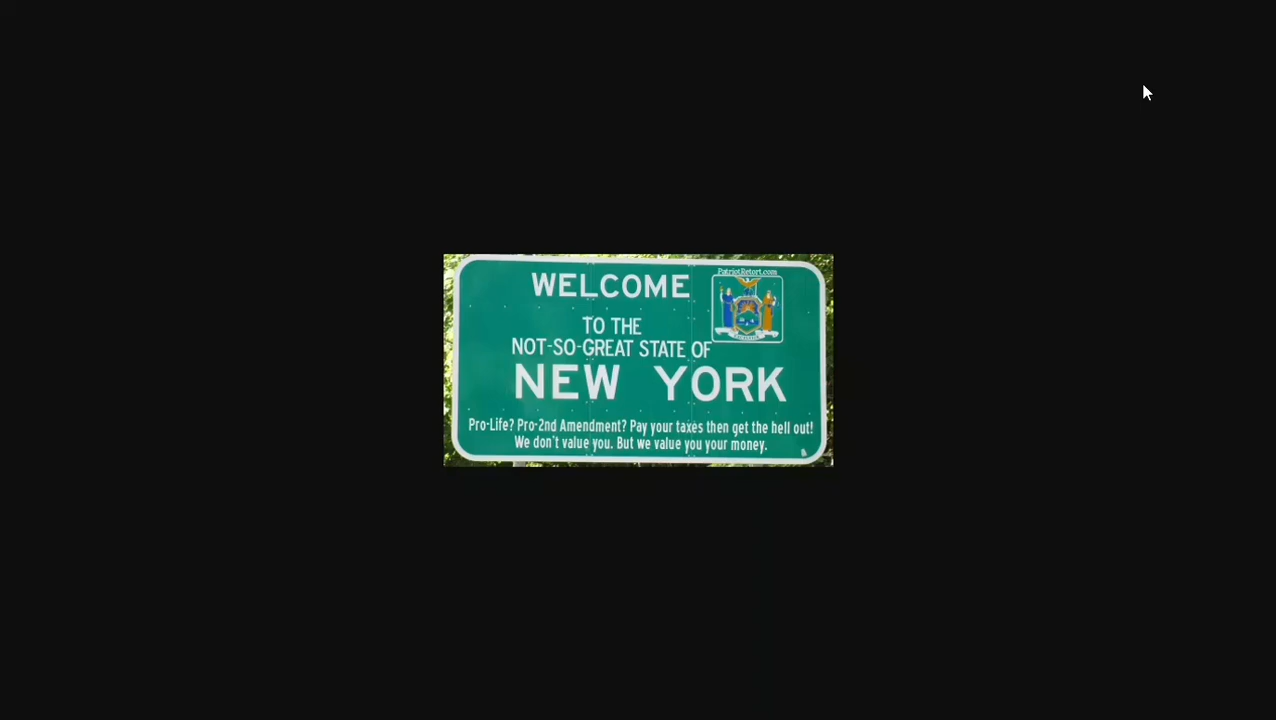 PatriotRetort.com
WELCOME
TO THE
NOT-SO-GREAT STATE OF
NEW YORK
Pro-Life? Pro-2nd Amendment? Pay your taxes then get the hell out!
We don't value you. But we value you your money.